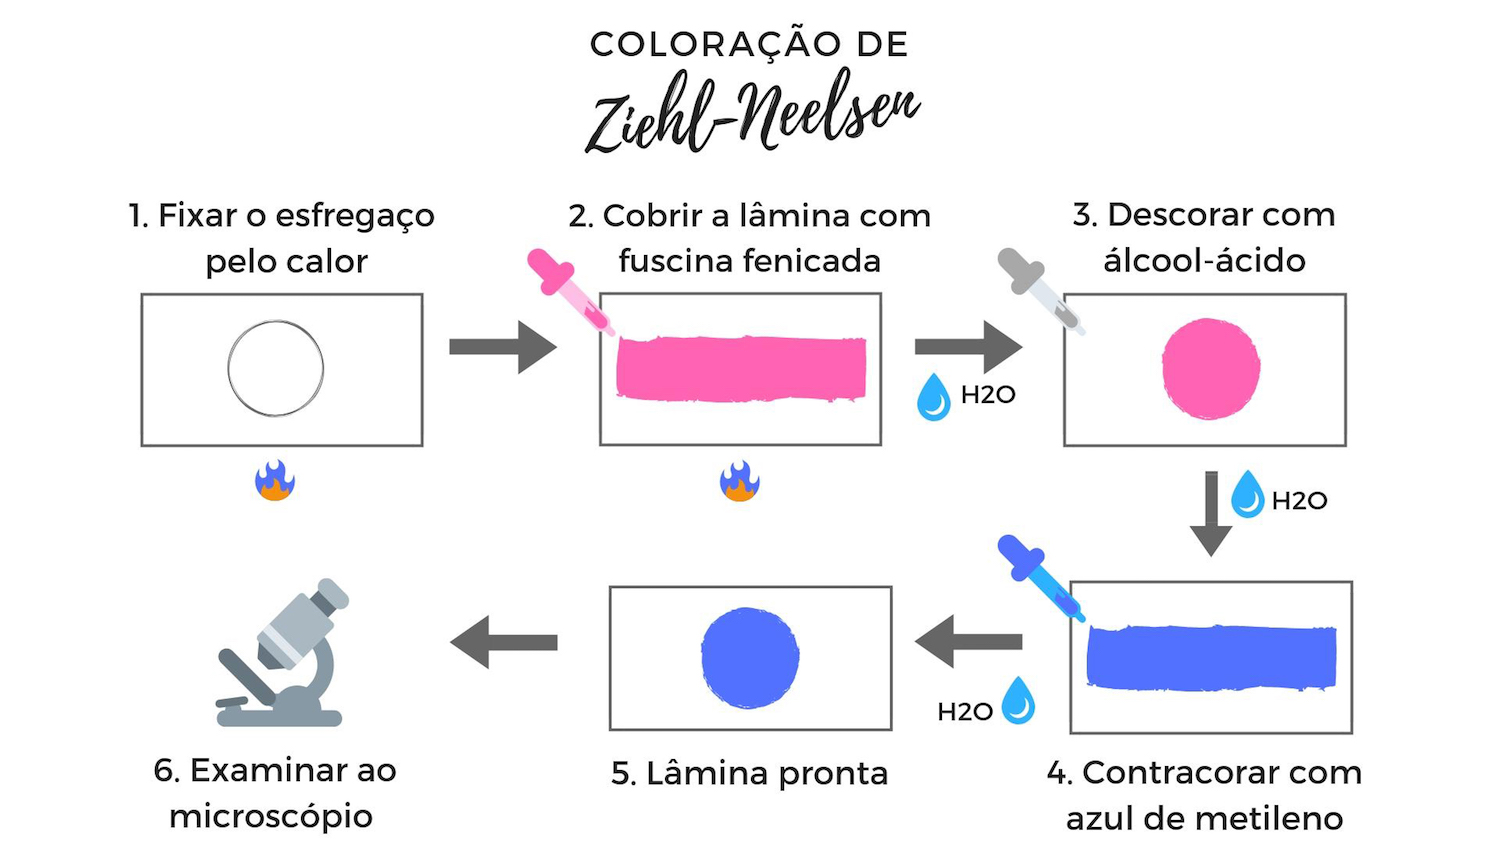 COLORAÇÃO DE
Ziehl-Neelsen
1. Fixar o esfregaço
pelo calor
2. Cobrir a lâmina com
fuscina fenicada
H2O
3. Descorar com
álcool-ácido
H2O
4. Contracorar com
azul de metileno
H2O
5. Lâmina pronta
6. Examinar ao
microscópio